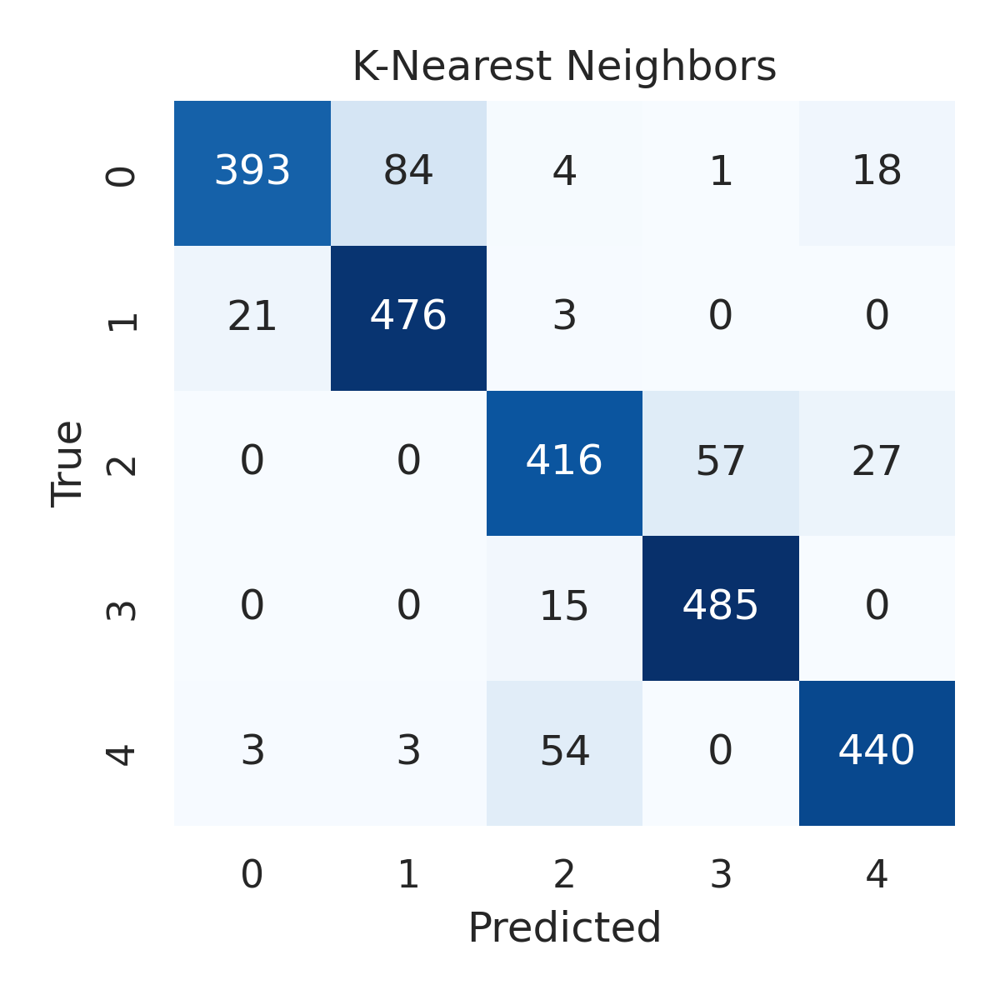 K-Nearest Neighbors
0 393 84 4 1 18
1 21 476 3 0 0
2 0 0 416 57 27
3 0 0 15 485 0
4 3 3 54 0 440
True
0 1 2 3 4
Predicted